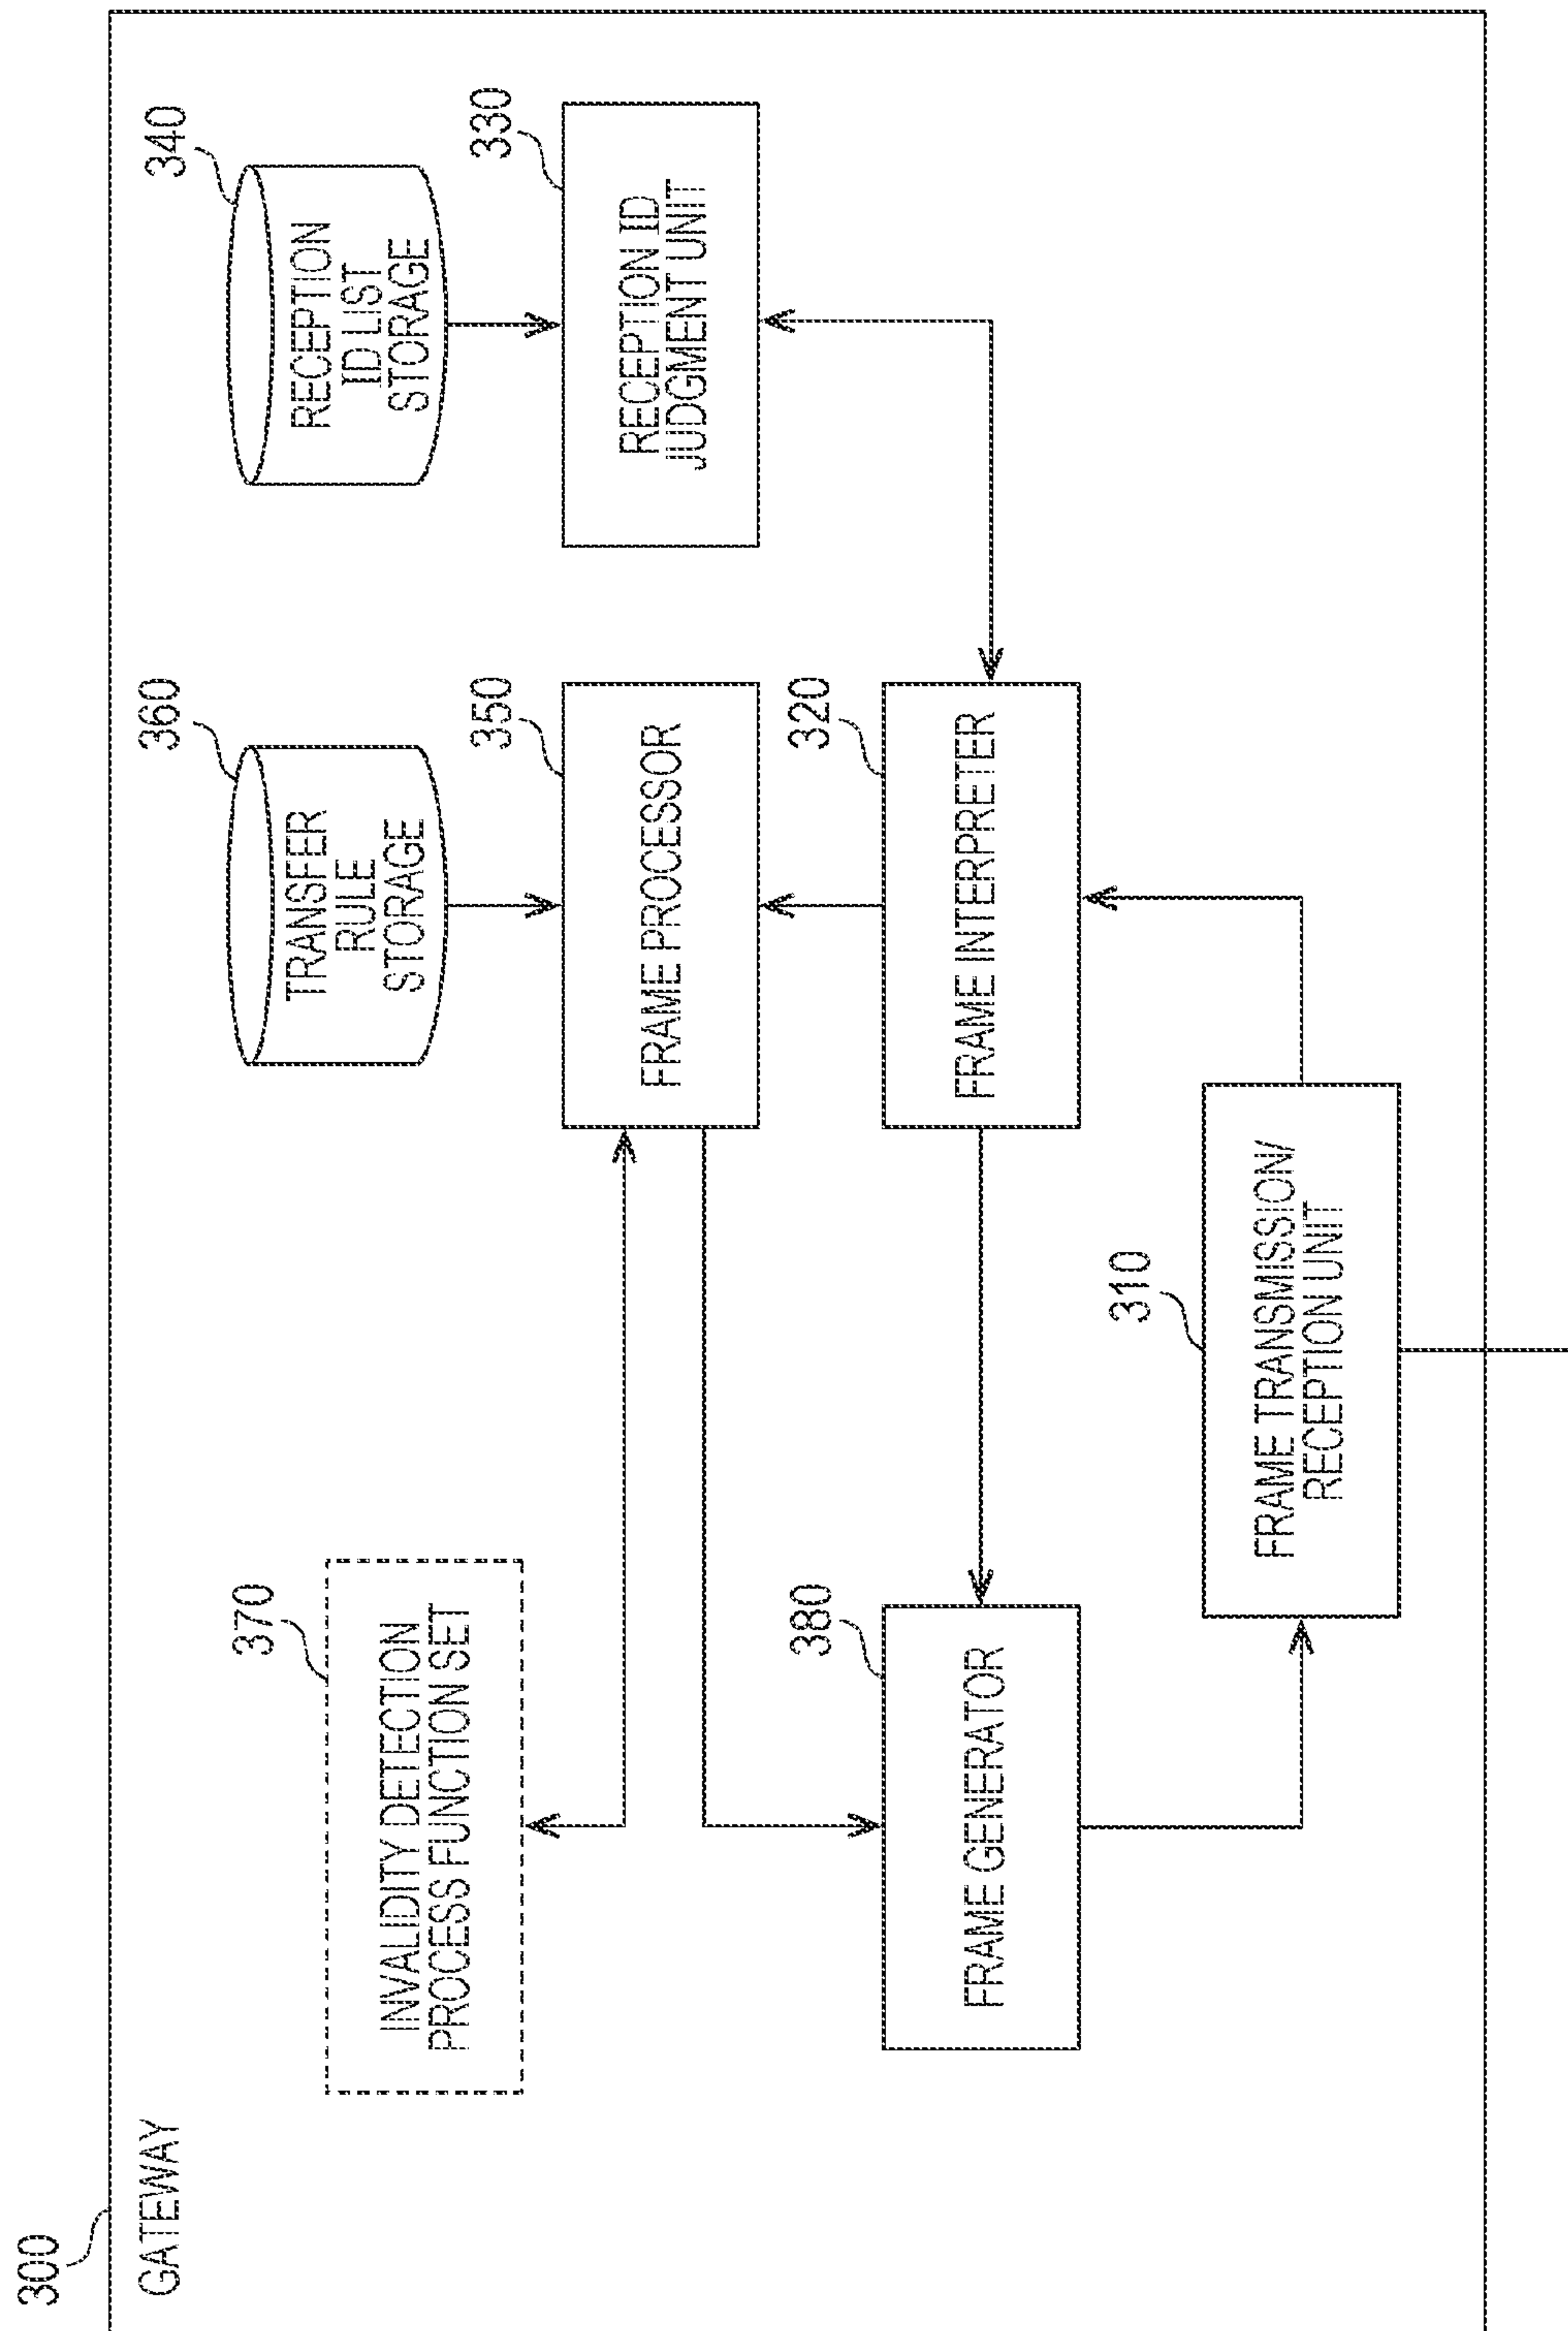 300
GATEWAY
370
INVALIDITY DETECTION
PROCESS FUNCTION SET
360
TRANSFER
RULE
STORAGE
340
RECEPTION
ID LIST
STORAGE
350
FRAME PROCESSOR
330
RECEPTION ID
JUDGMENT UNIT
380
FRAME GENERATOR
320
FRAME INTERPRETER
310
FRAME TRANSMISSION/
RECEPTION UNIT